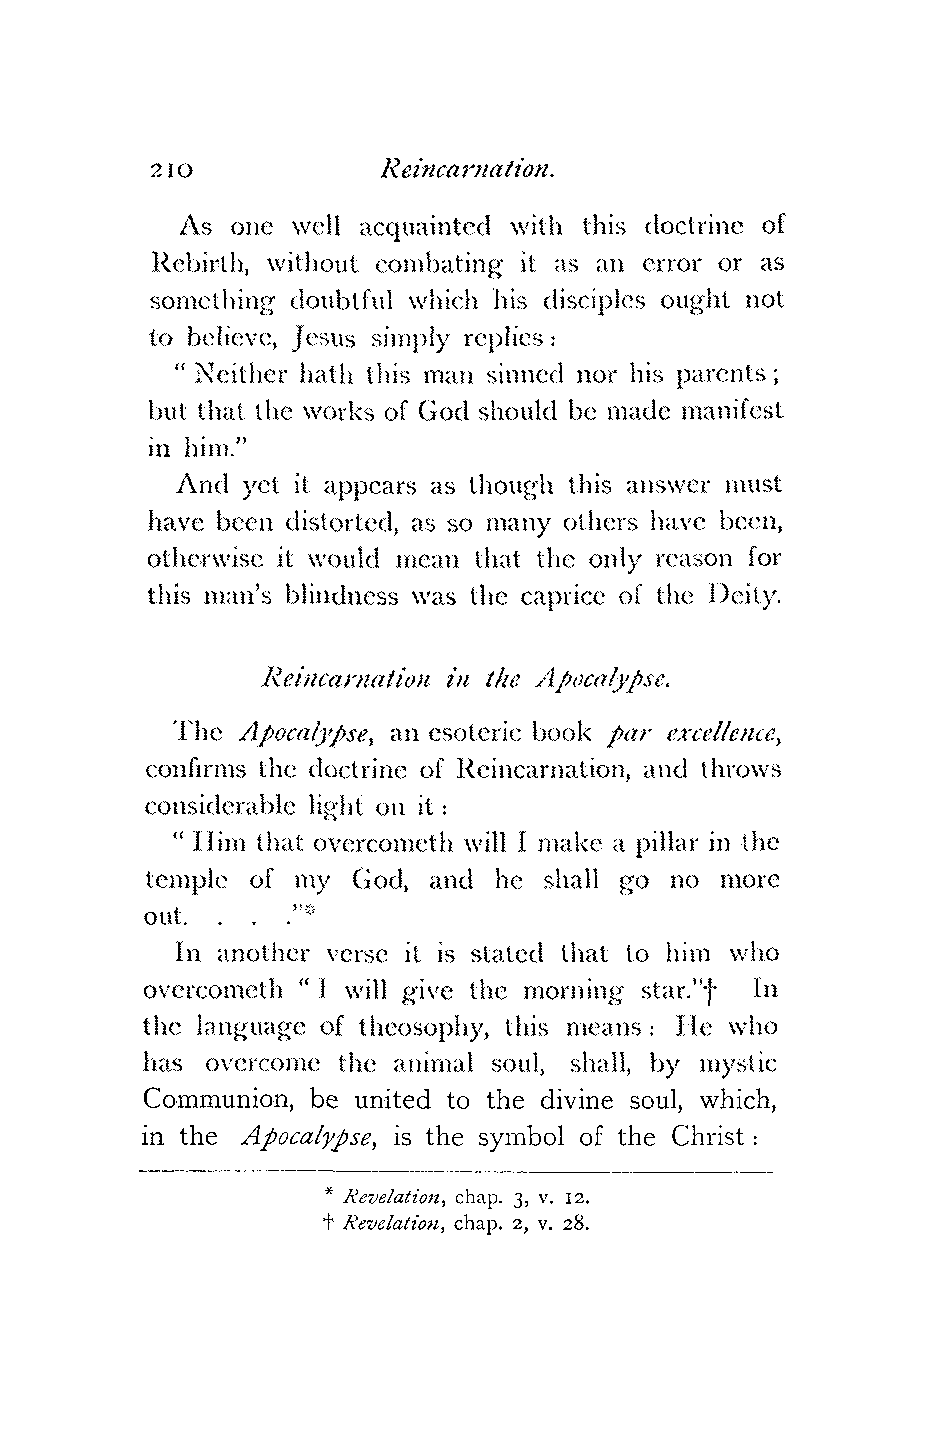 210 Reincarnation.
As one well acquainted with this doctrine of
Rebirth, without combating it as an error or as
something doubtful which his disciples ought not
to believe, Jesus simply replies:
"Neither hath this man sinned nor his parents;
but that the works of God should be made manifest
in him."
And yet it appears as though this answer must
have been distorted, as so many others have been,
otherwise it would mean that the only reason for
this man's blindness was the caprice of the Deity.
Reincarnation in the Apocalypse.
The Apocalypse, an esoteric book par excellence,
confirms the doctrine of Reincarnation, and throws
considerable light on it:
"Him that overcometh will I make a pillar in the
temple of my God, and he shall go no more
out. . . ."*
In another verse it is stated that to him who
overcometh "I will give the morning star."† In
the language of theosophy, this means: He who
has overcome the animal soul, shall, by mystic
Communion, be united to the divine soul, which,
in the Apocalypse, is the symbol of the Christ:
* Revelation, chap. 3, v. 12.
† Revelation, chap. 2, v. 28.